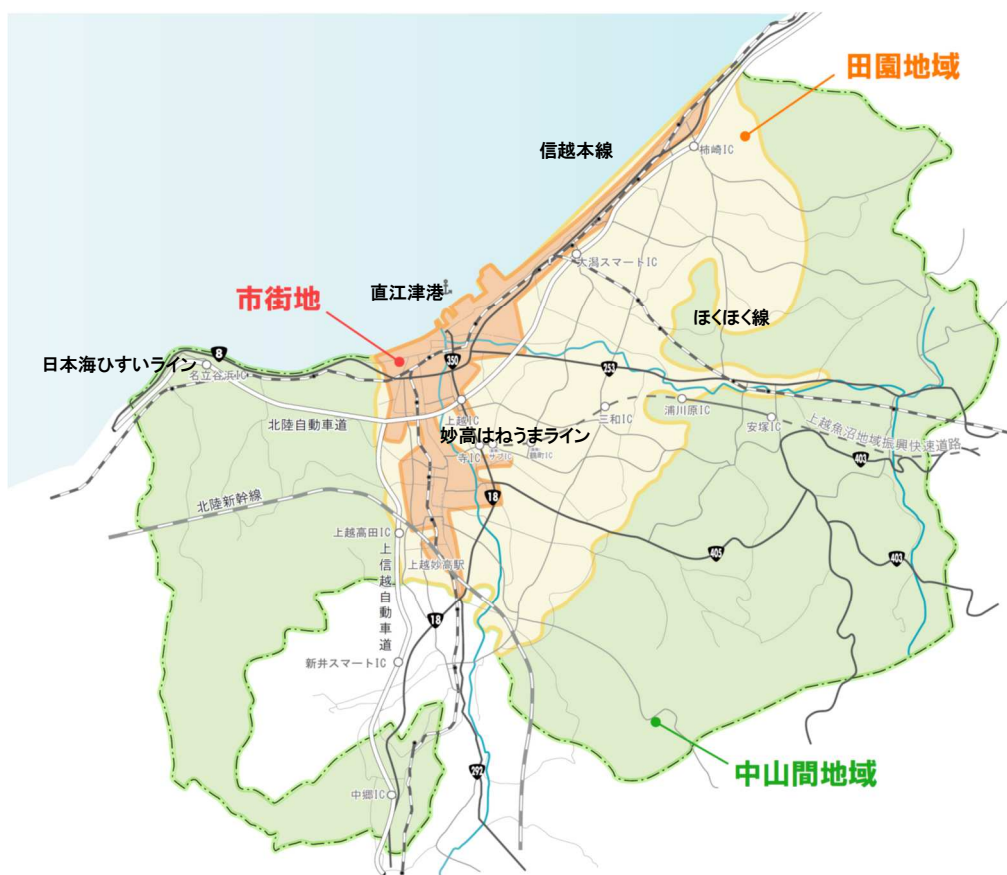 田園地域
信越本線
柿崎IC
大潟スマートIC
直江津港
市街地
ほくほく線
8
日本海ひすいライン
名立谷浜IC
350
253
北陸自動車道
上越IC
三和IC
浦川原IC
安塚IC
妙高はねうまライン
寺IC
鶴町IC
上越魚沼地域振興快速道路
403
18
北陸新幹線
上越高田IC
405
403
上越妙高駅
上信越自動車道
18
新井スマートIC
中山間地域
292
中郷IC